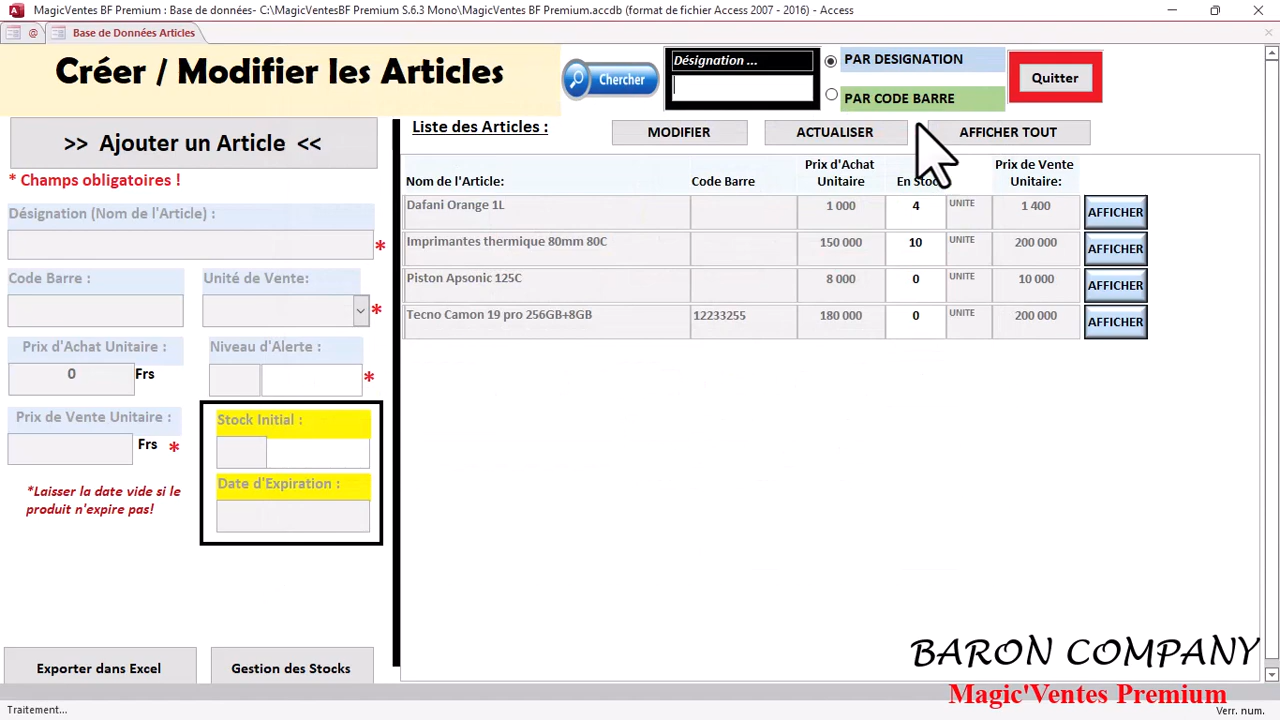 MagicVentes BF Premium : Base de données- C:\MagicVentesBF Premium S.6.3 Mono\MagicVentes BF Premium.accdb (format de fichier Access 2007 - 2016) - Access
@
Base de Données Articles
Créer / Modifier les Articles
Chercher
Désignation ...
PAR DESIGNATION
PAR CODE BARRE
Quitter
>> Ajouter un Article <<
* Champs obligatoires !
Désignation (Nom de l'Article) :
*
Code Barre :
Unité de Vente:
*
Prix d'Achat Unitaire :
Niveau d'Alerte :
0 Frs
*
Prix de Vente Unitaire :
Frs *
Stock Initial :
Date d'Expiration :
*Laisser la date vide si le
produit n'expire pas!
Exporter dans Excel
Gestion des Stocks
Liste des Articles :
MODIFIER
ACTUALISER
AFFICHER TOUT
Nom de l'Article:
Code Barre
Prix d'Achat
Unitaire
En Stoc
Prix de Vente
Unitaire:
Dafani Orange 1L 1 000 4 UNITE 1 400 AFFICHER
Imprimantes thermique 80mm 80C 150 000 10 UNITE 200 000 AFFICHER
Piston Apsonic 125C 8 000 0 UNITE 10 000 AFFICHER
Tecno Camon 19 pro 256GB+8GB 12233255 180 000 0 UNITE 200 000 AFFICHER
BARON COMPANY
Magic'Ventes Premium
Traitement...
Verr. num.